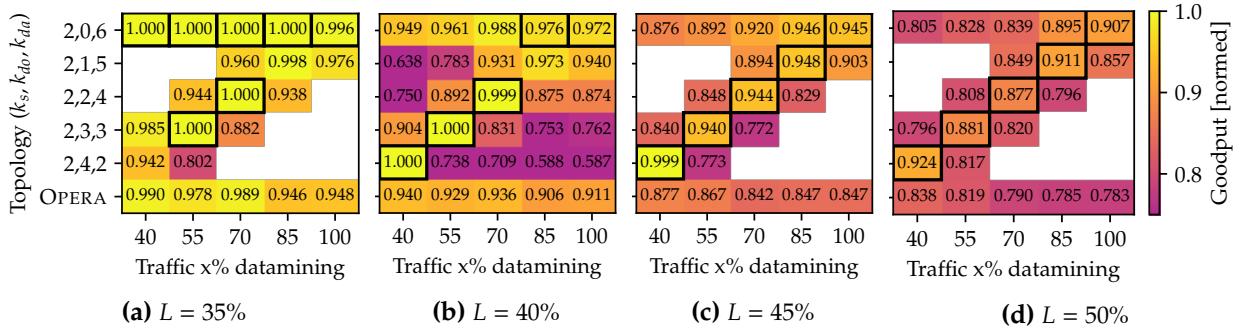 Topology (k_s, k_do, k_da)
2,0,6 1.000 1.000 1.000 1.000 0.996
2,1,5 0.960 0.998 0.976
2,2,4 0.944 1.000 0.938
2,3,3 0.985 1.000 0.882
2,4,2 0.942 0.802
OPERA 0.990 0.978 0.989 0.946 0.948
40 55 70 85 100
Traffic x% datamining
(a) L = 35%
0.949 0.961 0.988 0.976 0.972
0.638 0.783 0.931 0.973 0.940
0.750 0.892 0.999 0.875 0.874
0.904 1.000 0.831 0.753 0.762
1.000 0.738 0.709 0.588 0.587
0.940 0.929 0.936 0.906 0.911
40 55 70 85 100
Traffic x% datamining
(b) L = 40%
0.876 0.892 0.920 0.946 0.945
0.894 0.948 0.903
0.848 0.944 0.829
0.840 0.940 0.772
0.999 0.773
0.877 0.867 0.842 0.847 0.847
40 55 70 85 100
Traffic x% datamining
(c) L = 45%
0.805 0.828 0.839 0.895 0.907
0.849 0.911 0.857
0.808 0.877 0.796
0.796 0.881 0.820
0.924 0.817
0.838 0.819 0.790 0.785 0.783
40 55 70 85 100
Traffic x% datamining
(d) L = 50%
1.0
0.9
0.8
Goodput [normed]